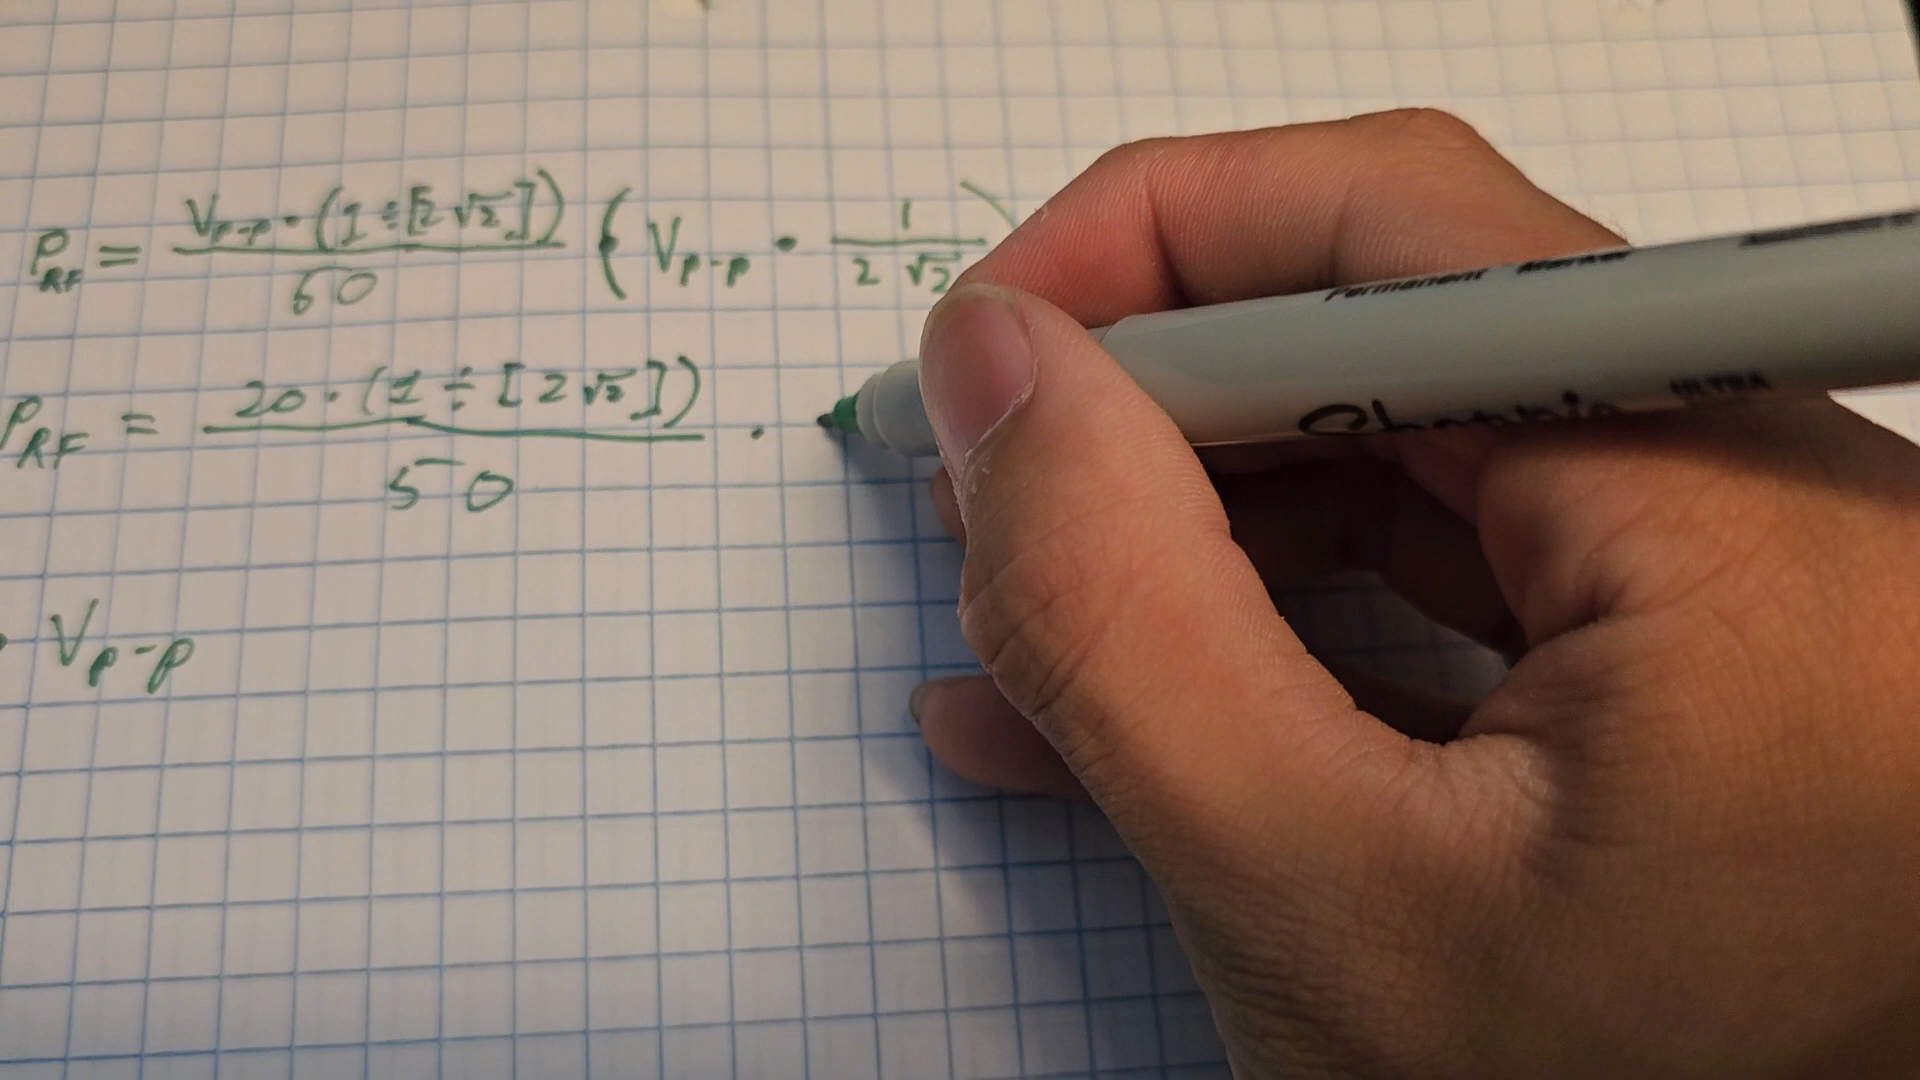 P_RF = V_p-p · (1 ÷ [2 √2]) / 50 ( V_p-p · 1 / 2 √2 )
P_RF = 20 · (1 ÷ [2 √2]) / 50 ·
V_p-p
Permanent Marker
Sharpie ULTRA